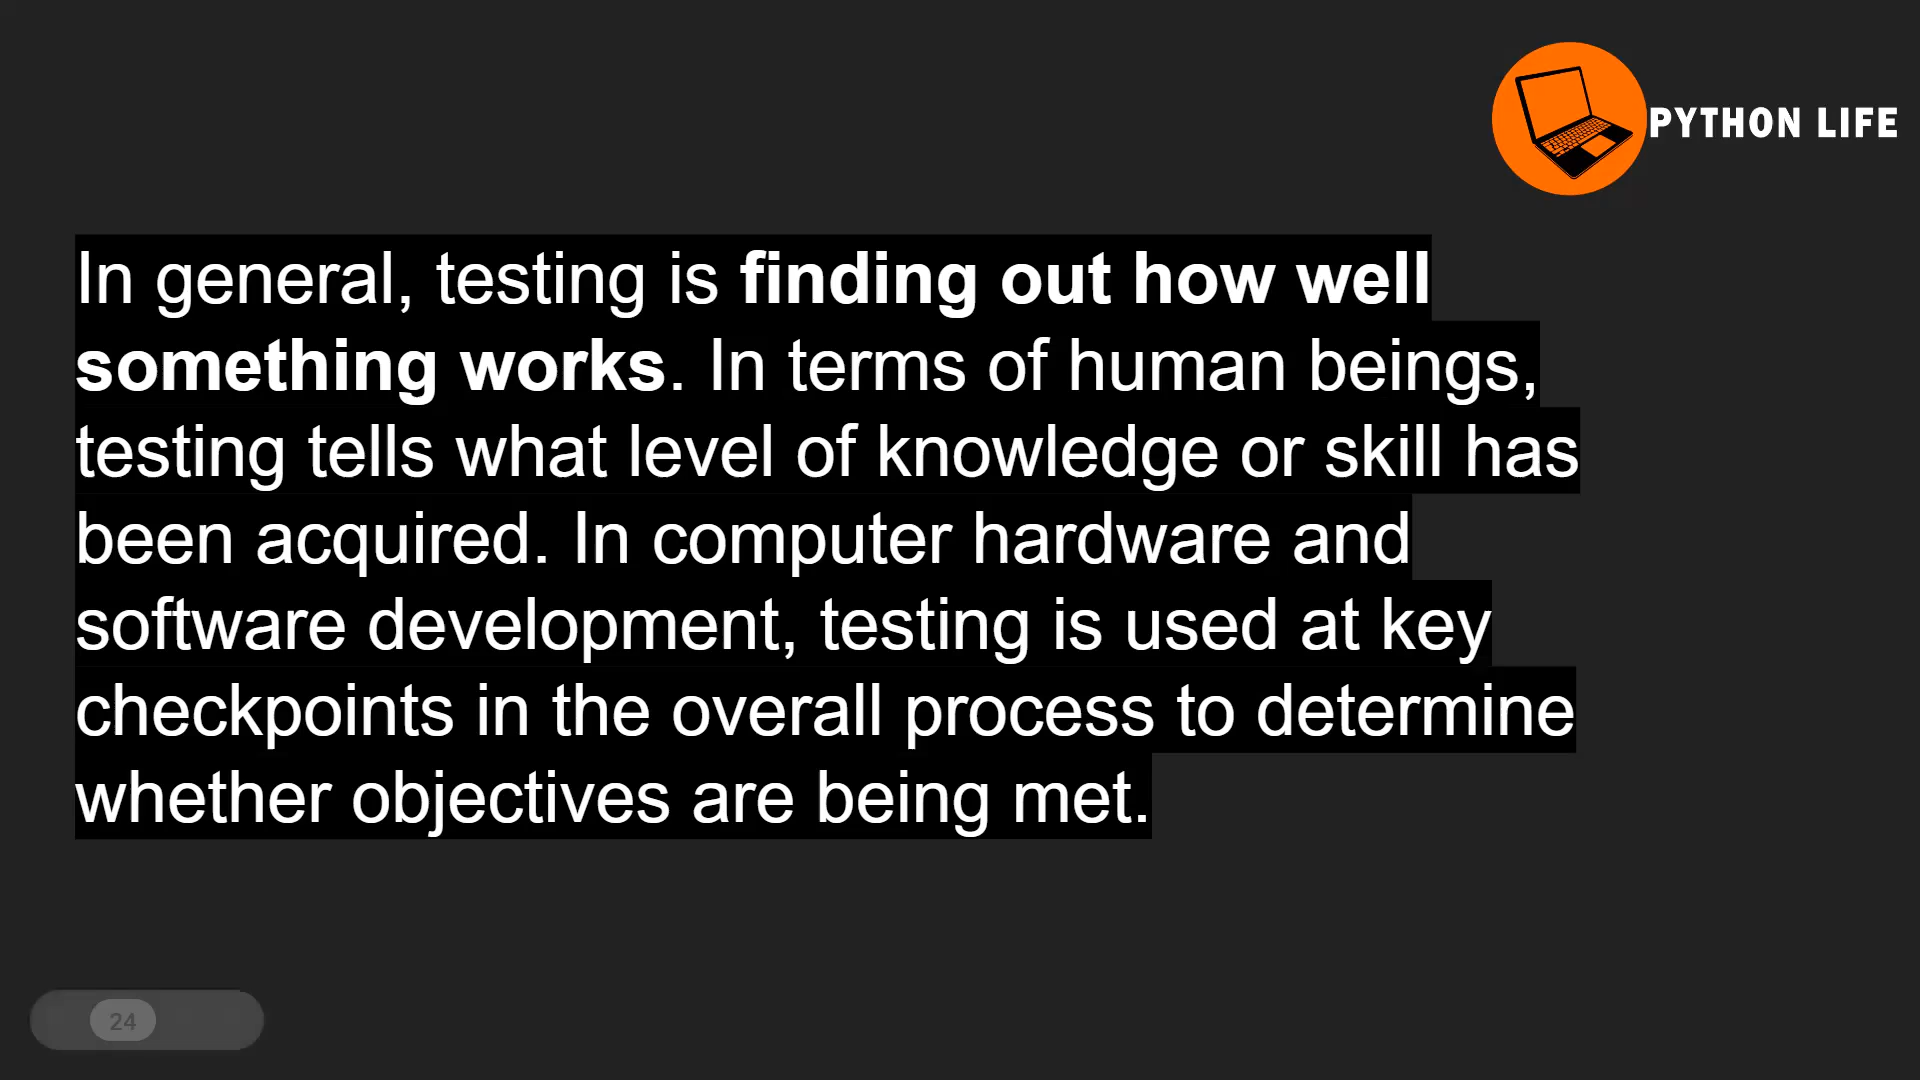 PYTHON LIFE
In general, testing is finding out how well
something works. In terms of human beings,
testing tells what level of knowledge or skill has
been acquired. In computer hardware and
software development, testing is used at key
checkpoints in the overall process to determine
whether objectives are being met.
24